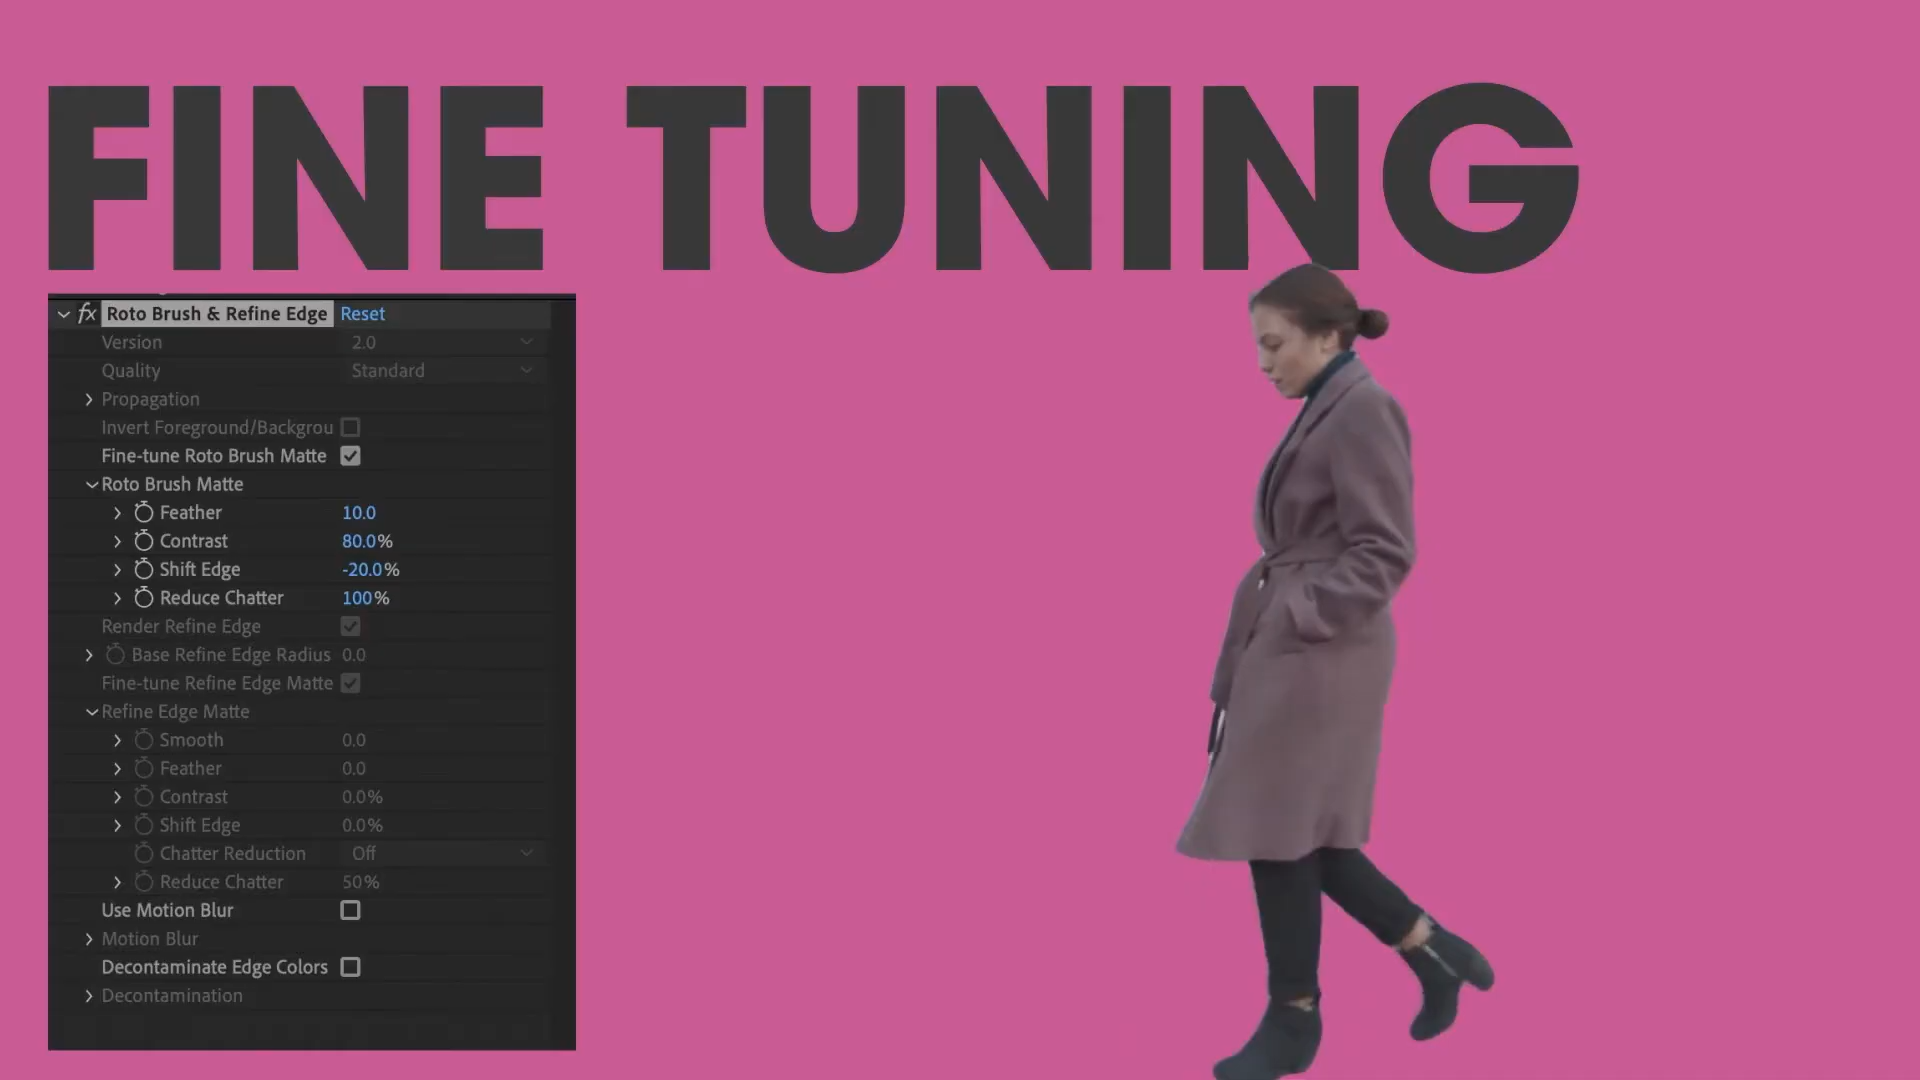 FINE TUNING
fx Roto Brush & Refine Edge Reset
Version 2.0
Quality Standard
Propagation
Invert Foreground/Backgrou
Fine-tune Roto Brush Matte
Roto Brush Matte
Feather 10.0
Contrast 80.0%
Shift Edge -20.0%
Reduce Chatter 100%
Render Refine Edge
Base Refine Edge Radius 0.0
Fine-tune Refine Edge Matte
Refine Edge Matte
Smooth 0.0
Feather 0.0
Contrast 0.0%
Shift Edge 0.0%
Chatter Reduction Off
Reduce Chatter 50%
Use Motion Blur
Motion Blur
Decontaminate Edge Colors
Decontamination